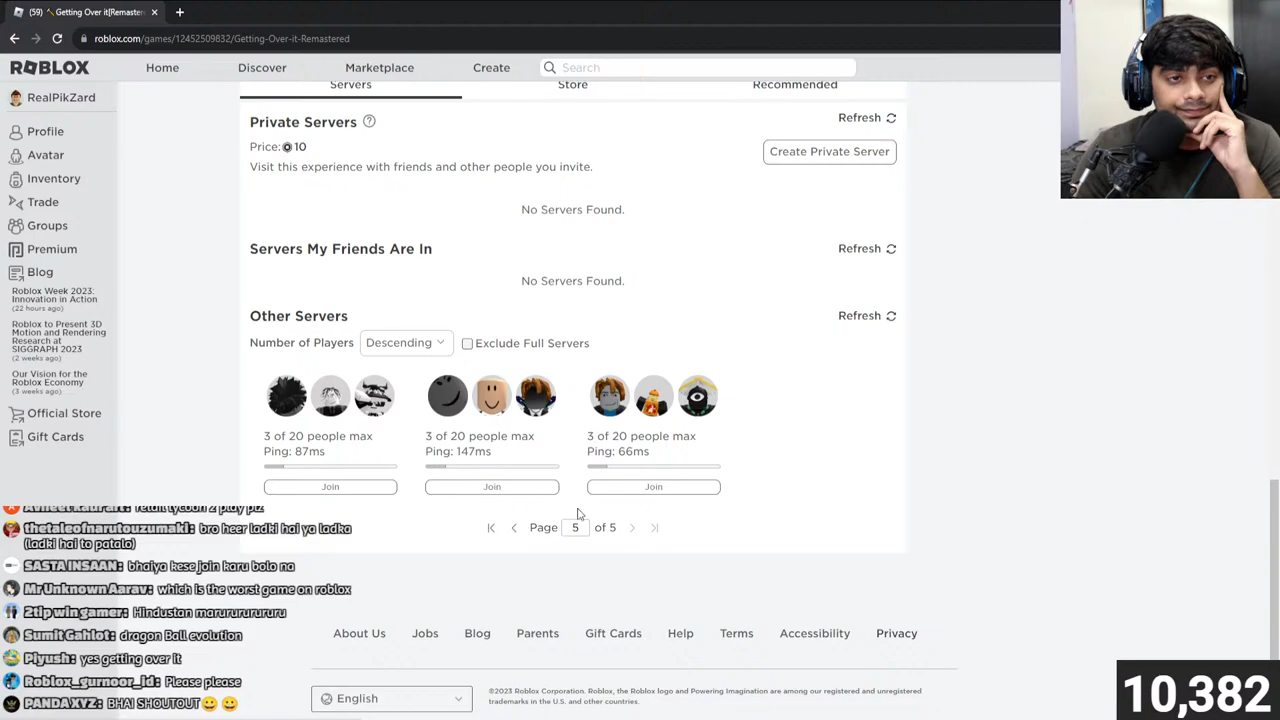 (59) Getting Over it[Remaster
roblox.com/games/12452509832/Getting-Over-it-Remastered
ROBLOX
Home
Discover
Marketplace
Create
Search
RealPikZard
Profile
Avatar
Inventory
Trade
Groups
Premium
Blog
Roblox Week 2023:
Innovation in Action
(22 hours ago)
Roblox to Present 3D
Motion and Rendering
Research at
SIGGRAPH 2023
(2 weeks ago)
Our Vision for the
Roblox Economy
(3 weeks ago)
Official Store
Gift Cards
Servers
Store
Recommended
Private Servers
Refresh
Price: 10
Create Private Server
Visit this experience with friends and other people you invite.
No Servers Found.
Servers My Friends Are In
Refresh
No Servers Found.
Other Servers
Refresh
Number of Players
Descending
Exclude Full Servers
3 of 20 people max
Ping: 87ms
Join
3 of 20 people max
Ping: 147ms
Join
3 of 20 people max
Ping: 66ms
Join
Page 5 of 5
thetaleofnarutouzumaki: bro heer ladki hai ya ladka
(ladki hai to patalo)
SASTA INSAAN: bhaiya kese join karu bolo na
MrUnknown Aarav: which is the worst game on roblox
2tip win gamer: Hindustan marurururururu
Sumit Gahlot: dragon Ball evolution
Piyush: yes getting over it
Please please
PANDAXYZ: BHAI SHOUTOUT
About Us
Jobs
Blog
Parents
Gift Cards
Help
Terms
Accessibility
Privacy
English
©2023 Roblox Corporation. Roblox, the Roblox logo and Powering Imagination are among our registered and unregistered
trademarks in the U.S. and other countries.
10,382